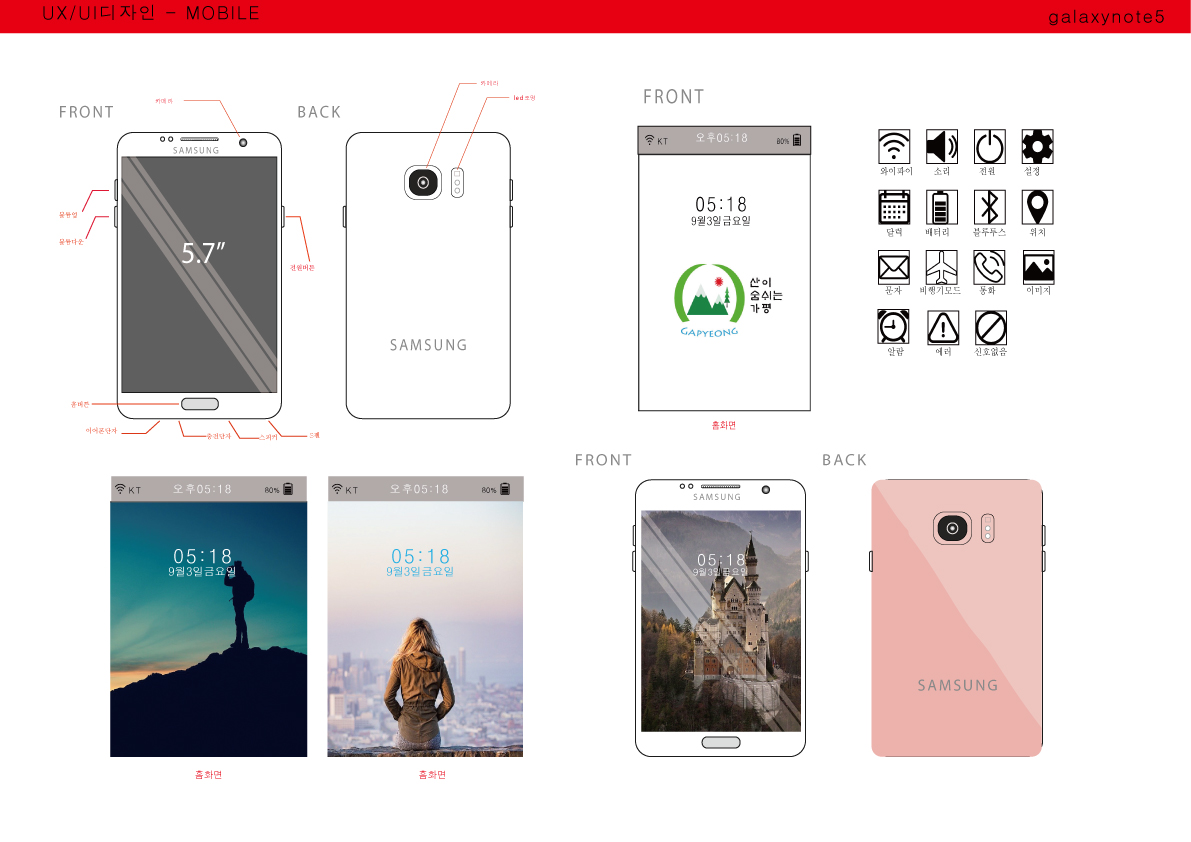 UX/UI디자인 - MOBILE
galaxynote5
FRONT
카메라
BACK
카메라
led조명
SAMSUNG
5.7”
볼륨업
볼륨다운
전원버튼
홈버튼
이어폰단자
충전단자
스피커
S펜
SAMSUNG
FRONT
KT
오후05:18
80%
05:18
9월3일금요일
산이
숨쉬는
가평
GAPYEONG
홈화면
와이파이
소리
전원
설정
달력
배터리
블루투스
위치
문자
비행기모드
통화
이미지
알람
에러
신호없음
KT
오후05:18
80%
05:18
9월3일금요일
홈화면
KT
오후05:18
80%
05:18
9월3일금요일
홈화면
FRONT
SAMSUNG
05:18
9월3일금요일
BACK
SAMSUNG